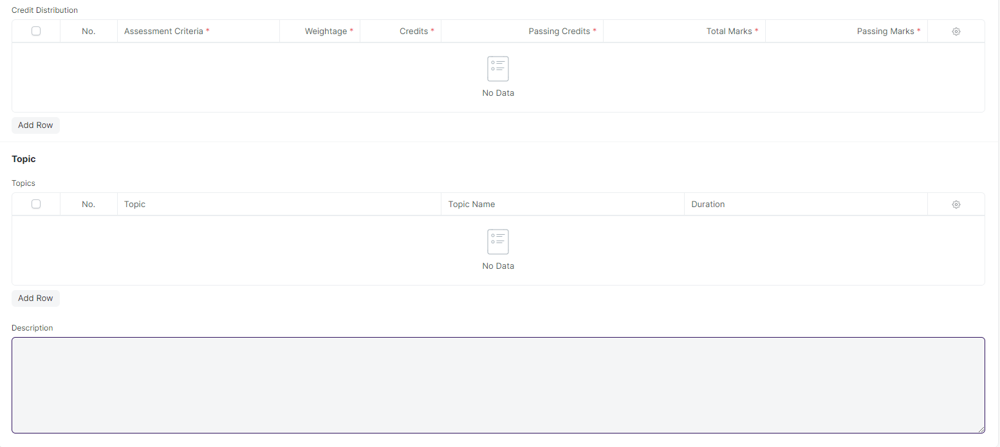 Credit Distribution
No. Assessment Criteria * Weightage * Credits * Passing Credits * Total Marks * Passing Marks *
No Data
Add Row
Topic
Topics
No. Topic Topic Name Duration
No Data
Add Row
Description